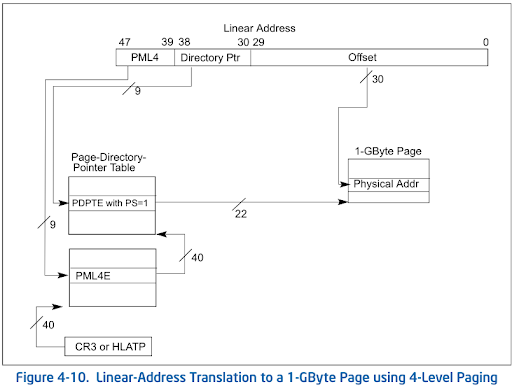 Linear Address
47 39 38 30 29 0
PML4 Directory Ptr Offset
9 30
Page-Directory-
Pointer Table
1-GByte Page
Physical Addr
PDPTE with PS=1
22
9
40
PML4E
40
CR3 or HLATP
Figure 4-10. Linear-Address Translation to a 1-GByte Page using 4-Level Paging